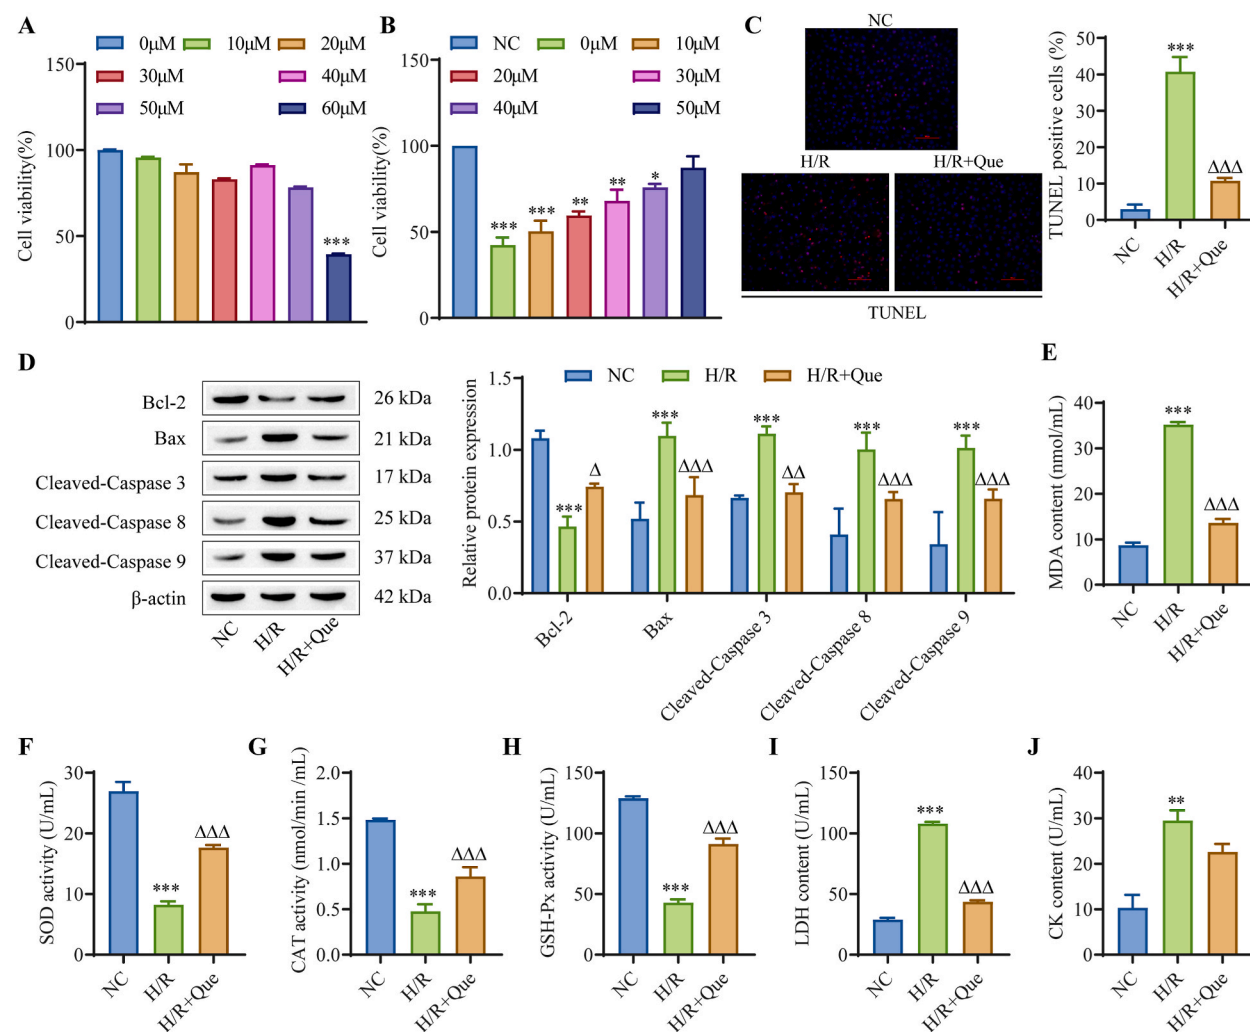 A
0μM
10μM
20μM
30μM
40μM
50μM
60μM
Cell viability(%)
150
100
50
0
***
B
NC
0μM
10μM
20μM
30μM
40μM
50μM
Cell viability(%)
150
100
50
0
***
***
**
**
*
C
NC
H/R
H/R+Que
TUNEL
TUNEL positive cells (%)
50
40
30
20
10
0
***
ΔΔΔ
NC
H/R
H/R+Que
D
Bcl-2
26 kDa
Bax
21 kDa
Cleaved-Caspase 3
17 kDa
Cleaved-Caspase 8
25 kDa
Cleaved-Caspase 9
37 kDa
β-actin
42 kDa
NC
H/R
H/R+Que
NC
H/R
H/R+Que
Relative protein expression
1.5
1.0
0.5
0.0
***
Δ
***
ΔΔΔ
***
ΔΔ
***
ΔΔΔ
***
ΔΔΔ
Bcl-2
Bax
Cleaved-Caspase 3
Cleaved-Caspase 8
Cleaved-Caspase 9
E
MDA content (nmol/mL)
40
30
20
10
0
***
ΔΔΔ
NC
H/R
H/R+Que
F
SOD activity (U/mL)
30
20
10
0
***
ΔΔΔ
NC
H/R
H/R+Que
G
CAT activity (nmol/min /mL)
2.0
1.5
1.0
0.5
0.0
***
ΔΔΔ
NC
H/R
H/R+Que
H
GSH-Px activity (U/mL)
150
100
50
0
***
ΔΔΔ
NC
H/R
H/R+Que
I
LDH content (U/mL)
150
100
50
0
***
ΔΔΔ
NC
H/R
H/R+Que
J
CK content (U/mL)
40
30
20
10
0
**
NC
H/R
H/R+Que